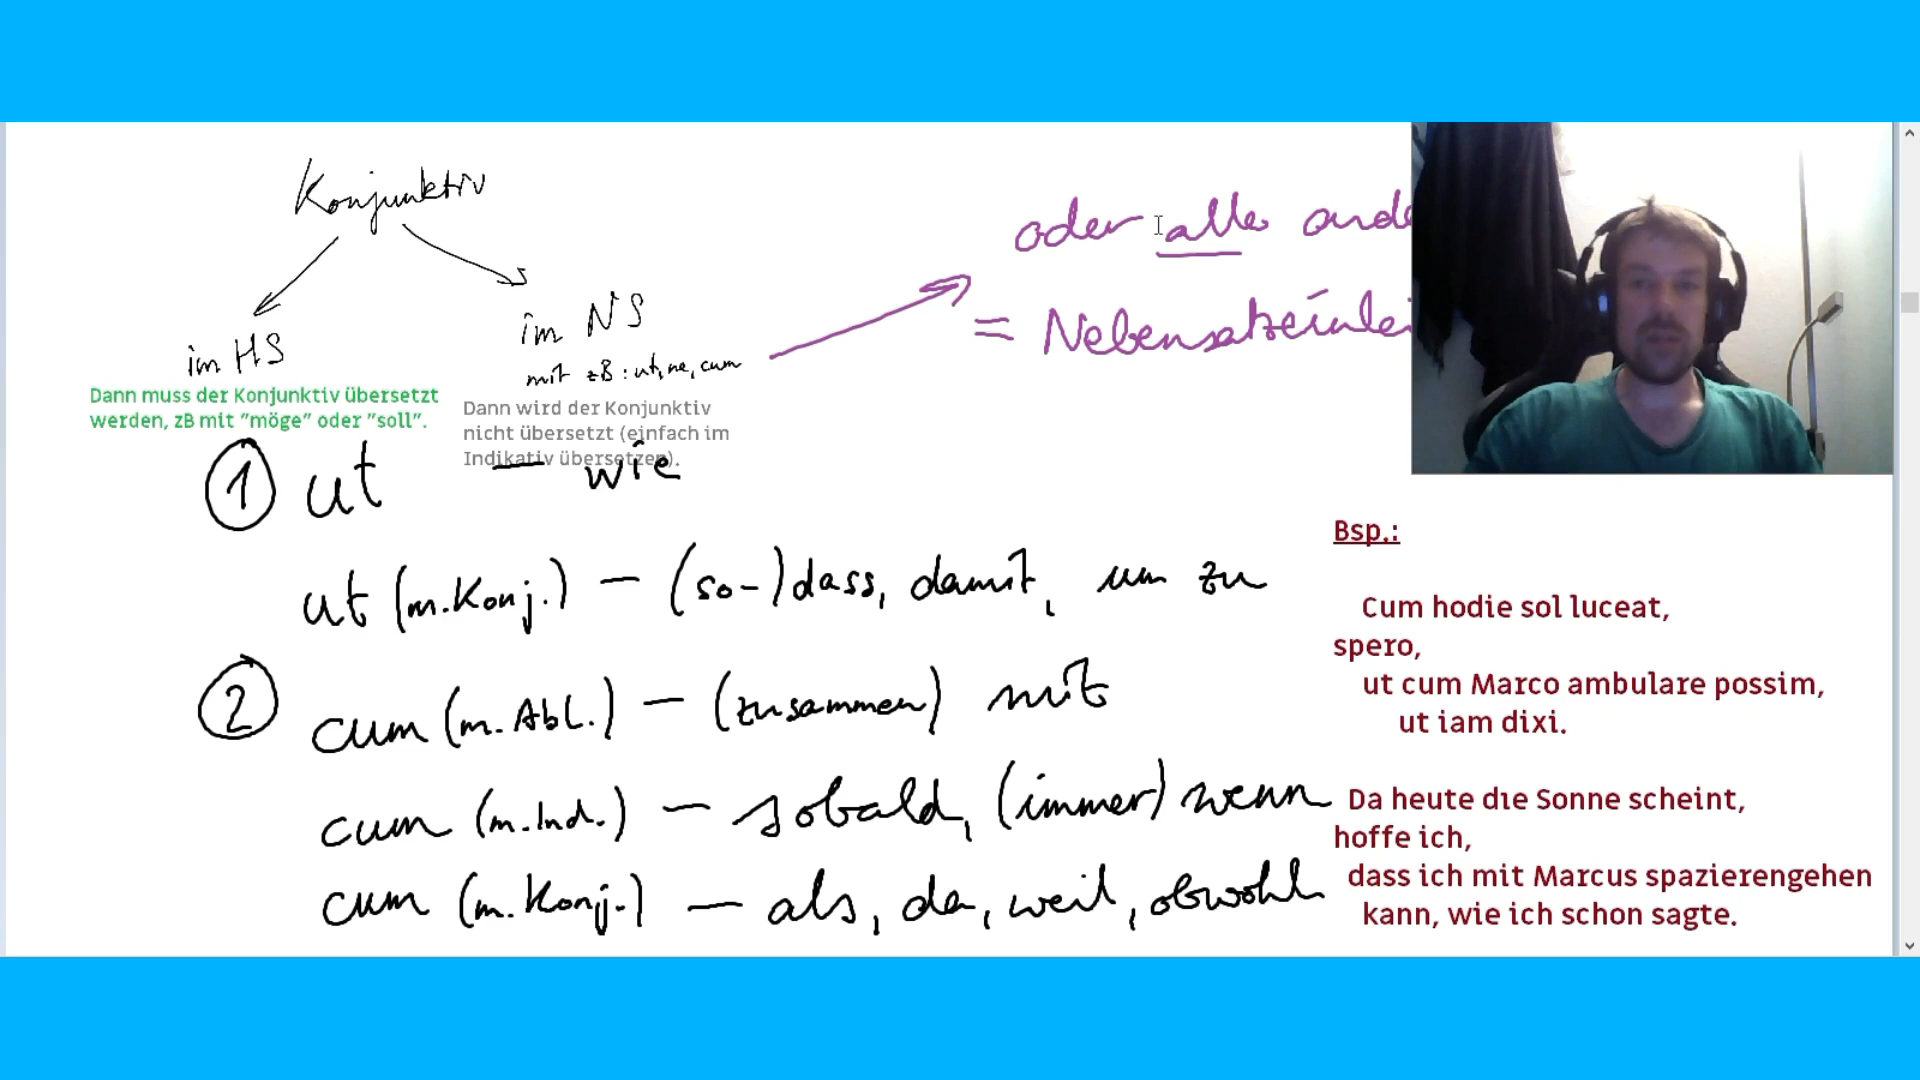 Konjunktiv
im HS
Dann muss der Konjunktiv übersetzt
werden, zB mit "möge" oder "soll".
im NS
mit zB: ut, ne, cum
Dann wird der Konjunktiv
nicht übersetzt (einfach im
Indikativ übersetzen).
oder alle
= 
① ut — wie
ut (m. Konj.) — (so-)dass, damit, um zu
② cum (m. Abl.) — (zusammen) mit
cum (m. Ind.) — sobald, (immer) wenn
cum (m. Konj.) — als, da, weil, obwohl
Bsp.:
Cum hodie sol luceat,
spero,
ut cum Marco ambulare possim,
ut iam dixi.
Da heute die Sonne scheint,
hoffe ich,
dass ich mit Marcus spazierengehen
kann, wie ich schon sagte.